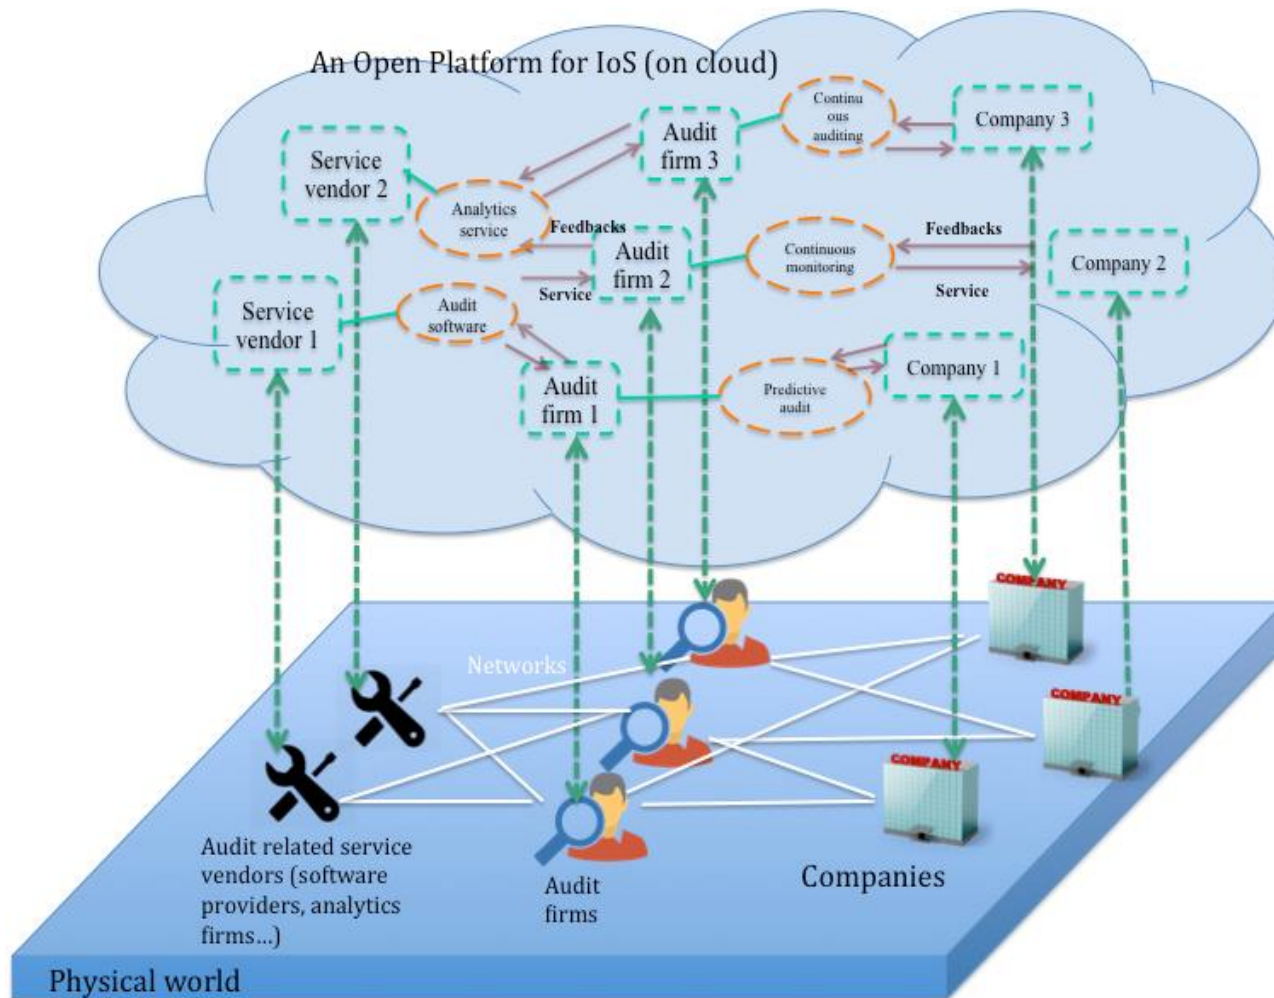 An Open Platform for IoS (on cloud)
Continu
ous
auditing
Company 3
Audit
firm 3
Service
vendor 2
Analytics
service
Feedbacks
Audit
firm 2
Service
Continuous
monitoring
Feedbacks
Service
Company 2
Service
vendor 1
Audit
software
Audit
firm 1
Predictive
audit
Company 1
COMPANY
COMPANY
COMPANY
Networks
Audit related service
vendors (software
providers, analytics
firms...)
Audit
firms
Companies
Physical world